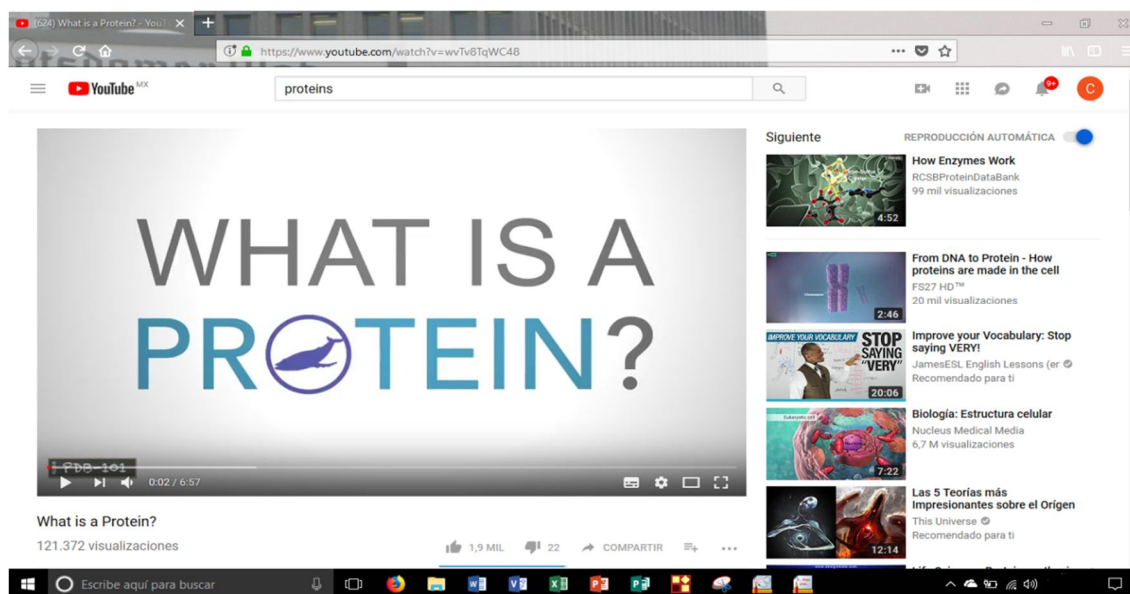 (624) What is a Protein? - You
https://www.youtube.com/watch?v=wvTv8TqWC48
YouTube MX
proteins
9+
C
WHAT IS A
PROTEIN?
PDB-101
0:02 / 6:57
What is a Protein?
121.372 visualizaciones
1,9 MIL
22
COMPARTIR
Siguiente
REPRODUCCIÓN AUTOMÁTICA
4:52
How Enzymes Work
RCSBProteinDataBank
99 mil visualizaciones
2:46
From DNA to Protein - How
proteins are made in the cell
FS27 HD™
20 mil visualizaciones
IMPROVE YOUR VOCABULARY
STOP
SAYING
"VERY"
20:06
Improve your Vocabulary: Stop
saying VERY!
JamesESL English Lessons (er
Recomendado para ti
7:22
Biología: Estructura celular
Nucleus Medical Media
6,7 M visualizaciones
12:14
Las 5 Teorías más
Impresionantes sobre el Orígen
This Universe
Recomendado para ti
Escribe aquí para buscar